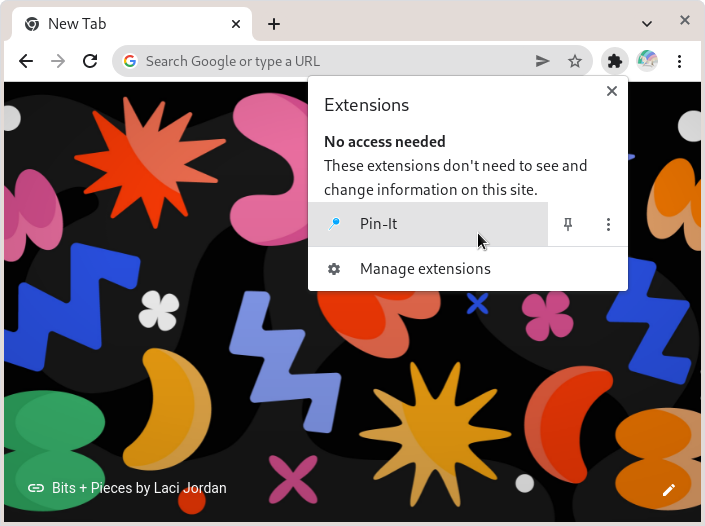 New Tab
Search Google or type a URL
Extensions
No access needed
These extensions don't need to see and
change information on this site.
Pin-It
Manage extensions
Bits + Pieces by Laci Jordan